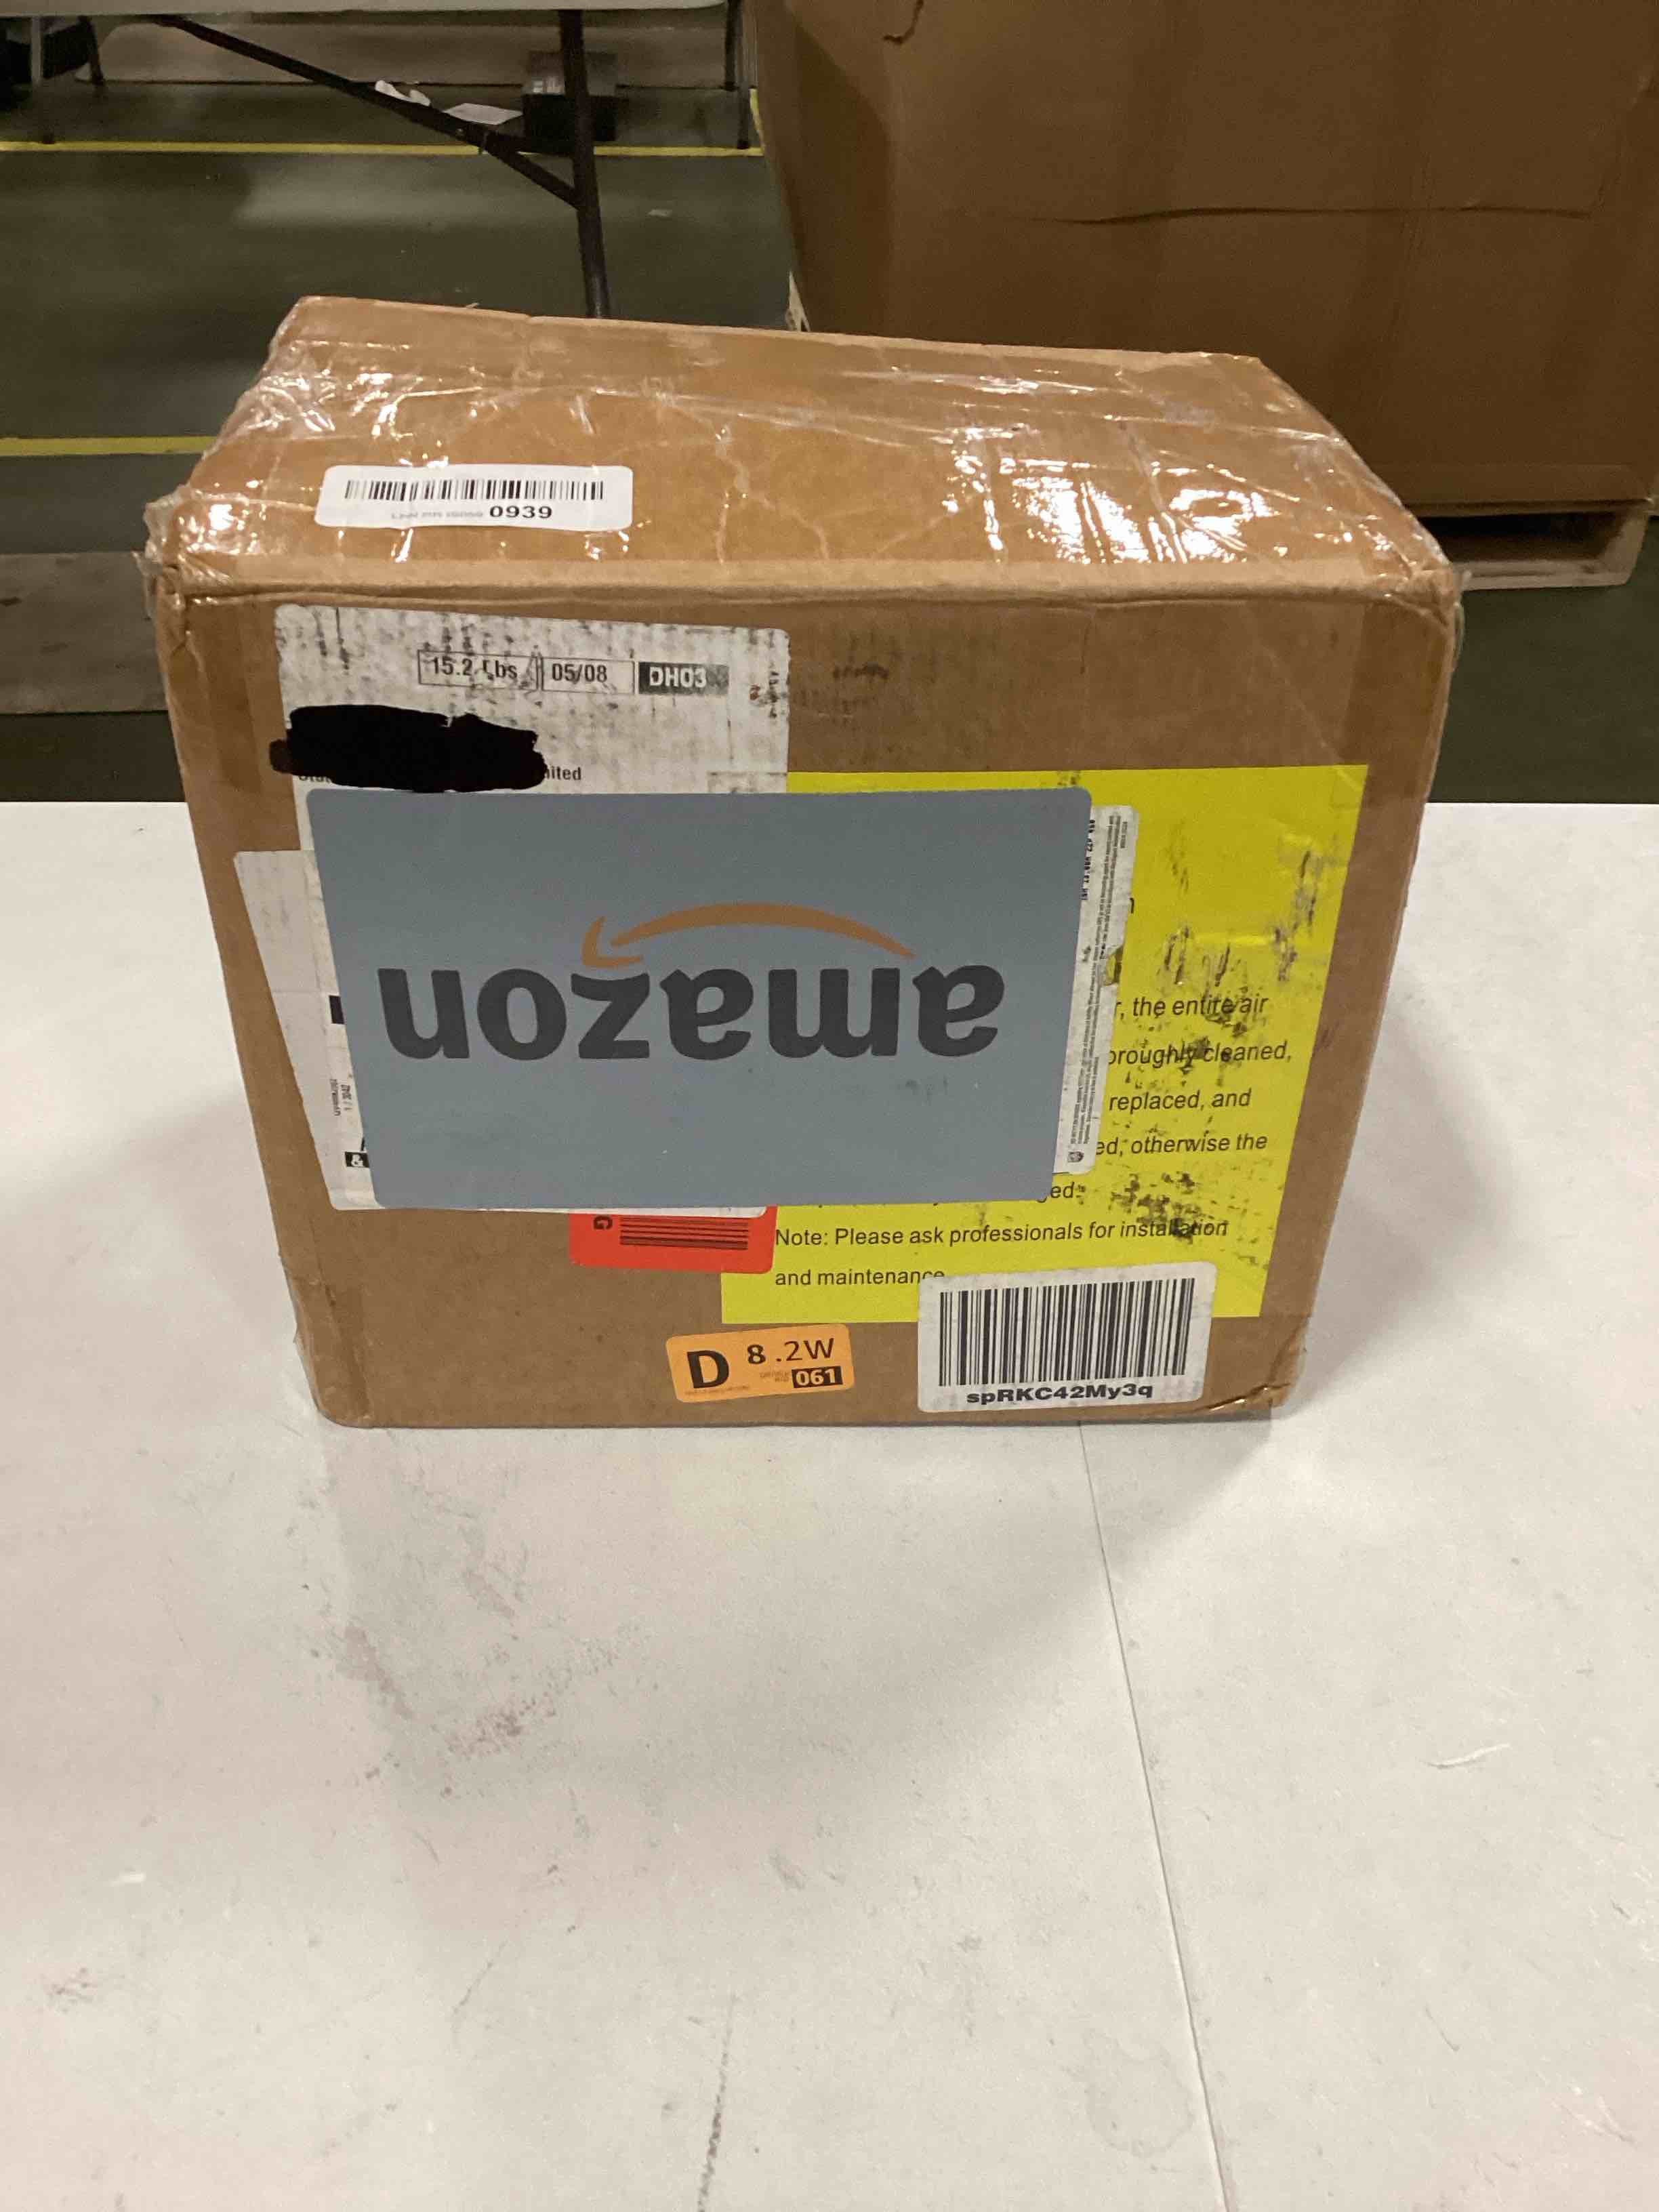 0939
15.2 Lbs
05/08
DH03
ited
amazon
r, the entire air
oroughly cleaned,
replaced, and
ed, otherwise the
ged.
Note: Please ask professionals for installation
and maintenance
G
&
D 8.2W
061
spRKC42My3q